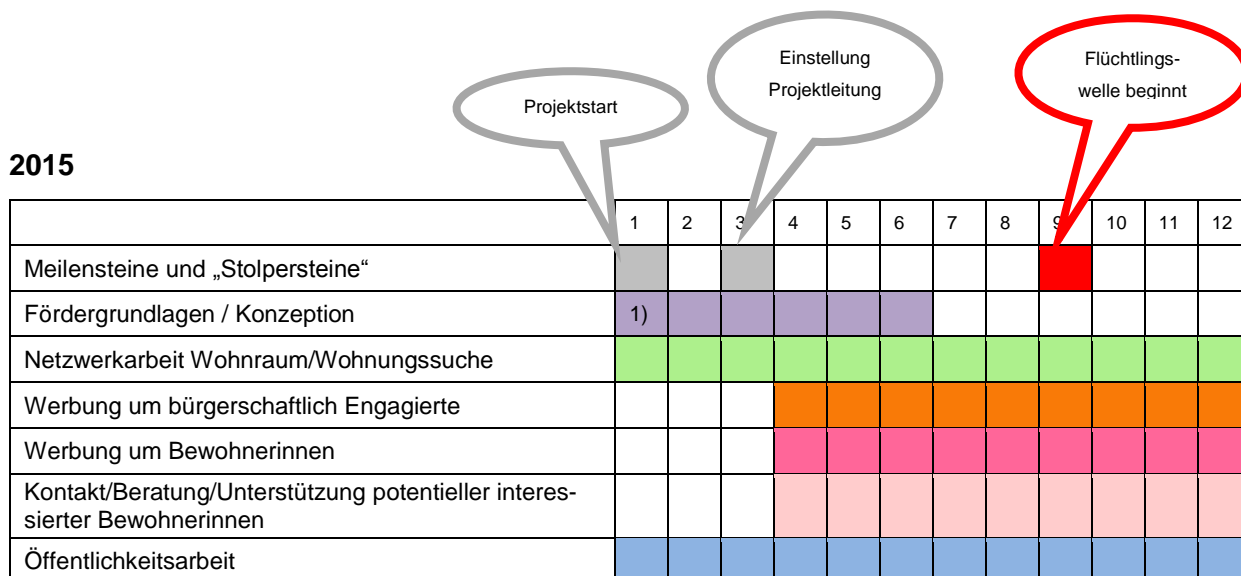 Projektstart
Einstellung
Projektleitung
Flüchtlings-
welle beginnt
2015
1 2 3 4 5 6 7 8 9 10 11 12
Meilensteine und „Stolpersteine“
Fördergrundlagen / Konzeption 1)
Netzwerkarbeit Wohnraum/Wohnungssuche
Werbung um bürgerschaftlich Engagierte
Werbung um Bewohnerinnen
Kontakt/Beratung/Unterstützung potentieller interes-
sierter Bewohnerinnen
Öffentlichkeitsarbeit